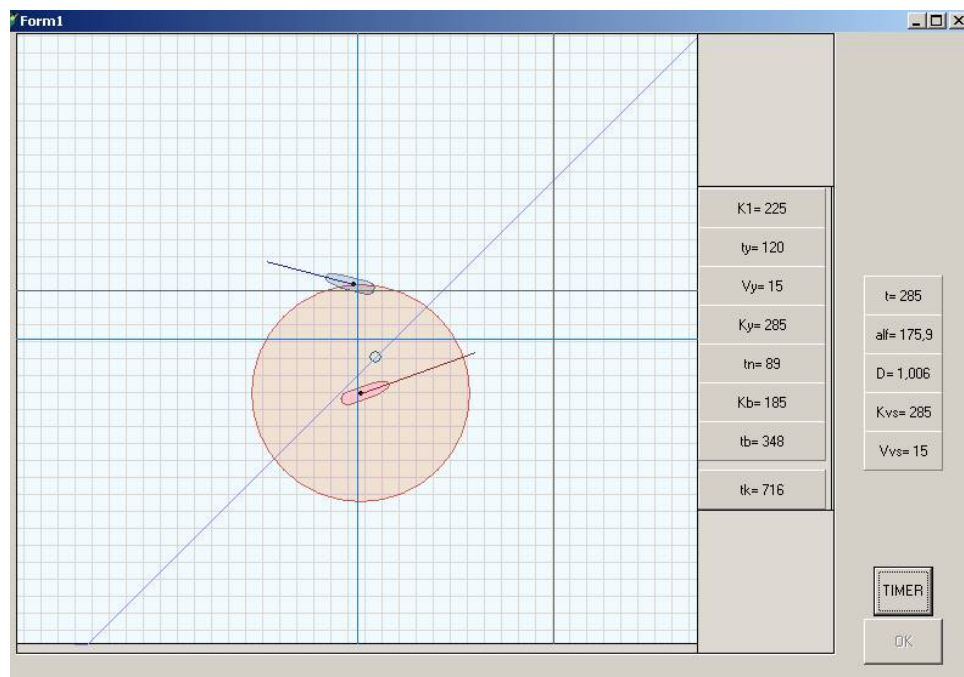 Form1
K1= 225
ty= 120
Vy= 15
Ky= 285
tn= 89
Kb= 185
tb= 348
tk= 716
t= 285
alf= 175,9
D= 1,006
Kvs= 285
Vvs= 15
TIMER
OK